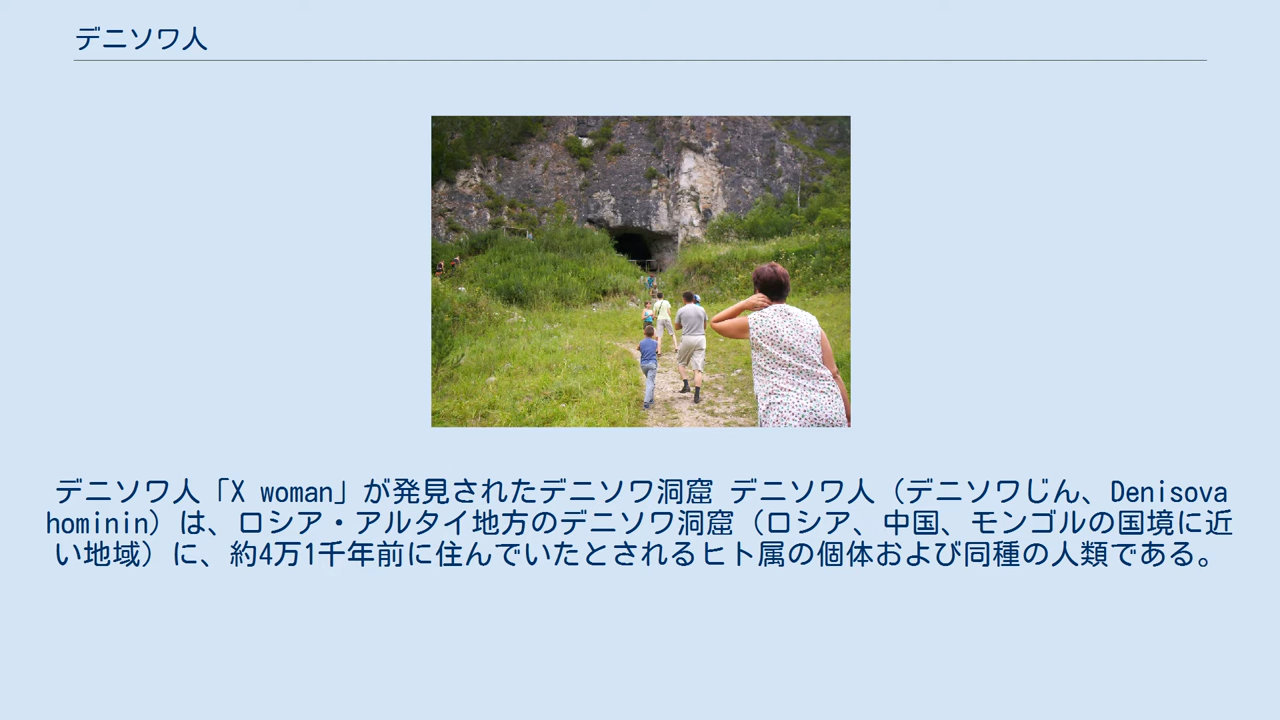 デニソワ人
デニソワ人「X woman」が発見されたデニソワ洞窟 デニソワ人（デニソワじん、Denisova
hominin）は、ロシア・アルタイ地方のデニソワ洞窟（ロシア、中国、モンゴルの国境に近
い地域）に、約4万1千年前に住んでいたとされるヒト属の個体および同種の人類である。